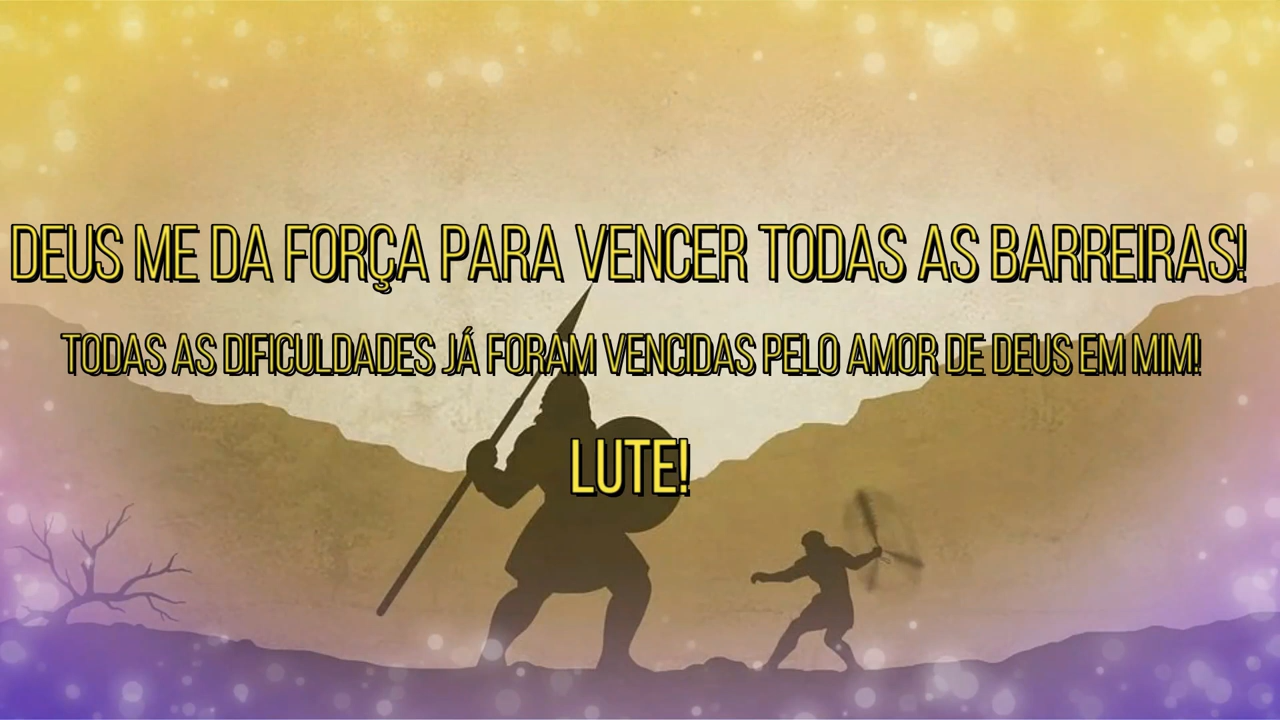 DEUS ME DA FORÇA PARA VENCER TODAS AS BARREIRAS!
TODAS AS DIFICULDADES JÁ FORAM VENCIDAS PELO AMOR DE DEUS EM MIM!
LUTE!